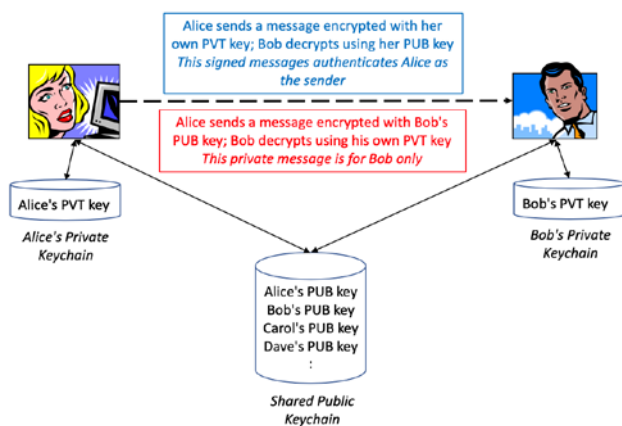 Alice sends a message encrypted with her
own PVT key; Bob decrypts using her PUB key
This signed messages authenticates Alice as
the sender
Alice sends a message encrypted with Bob's
PUB key; Bob decrypts using his own PVT key
This private message is for Bob only
Alice's PVT key
Alice's Private
Keychain
Bob's PVT key
Bob's Private
Keychain
Alice's PUB key
Bob's PUB key
Carol's PUB key
Dave's PUB key
:
Shared Public
Keychain